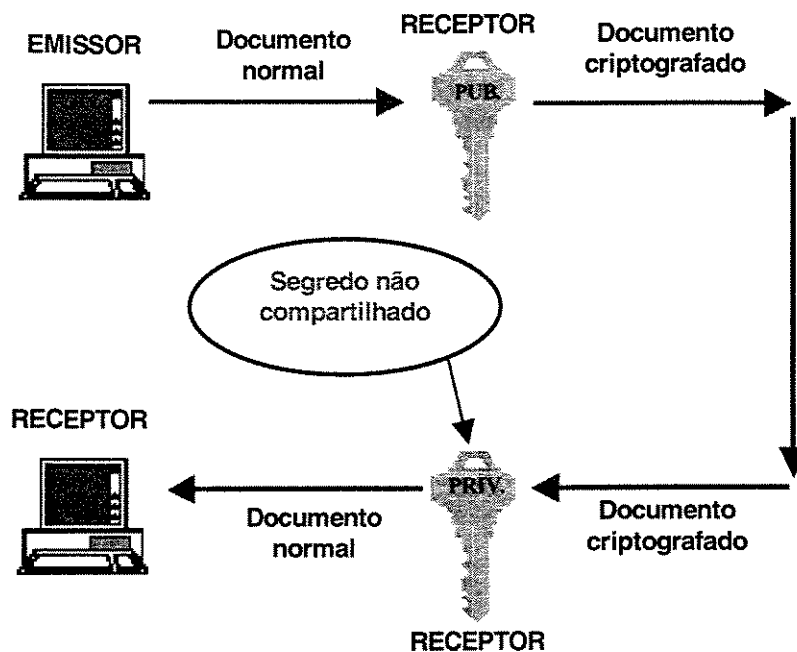 EMISSOR
Documento
normal
RECEPTOR
PUB.
Documento
criptografado
Segredo não
compartilhado
RECEPTOR
Documento
normal
PRIV.
RECEPTOR
Documento
criptografado